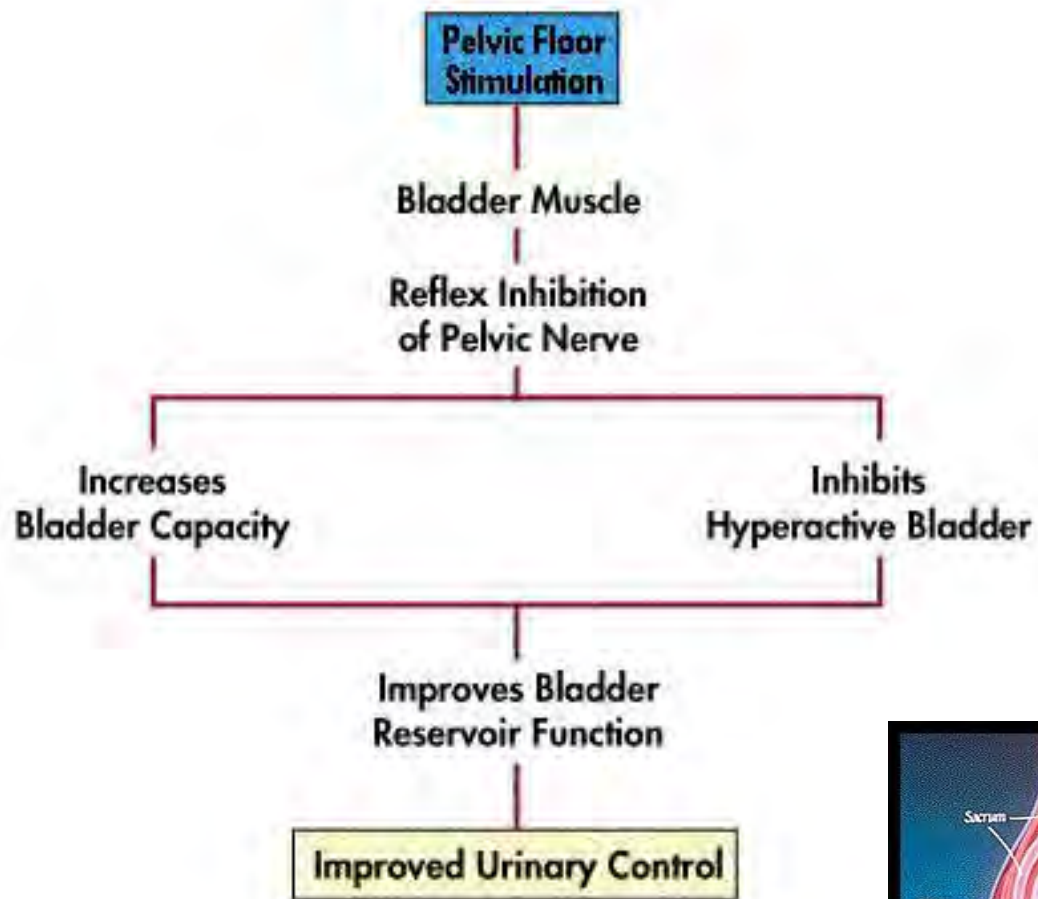 Pelvic Floor
Stimulation
Bladder Muscle
Reflex Inhibition
of Pelvic Nerve
Increases
Bladder Capacity
Inhibits
Hyperactive Bladder
Improves Bladder
Reservoir Function
Improved Urinary Control
Sacrum